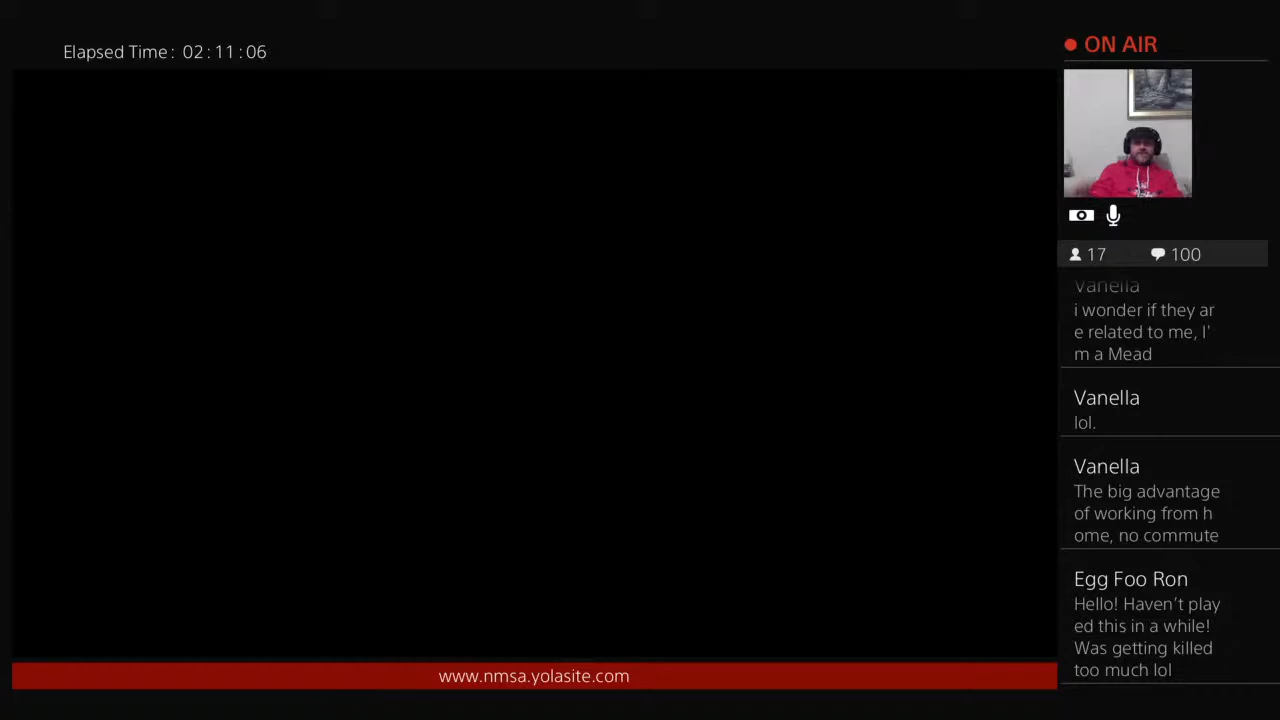 Elapsed Time: 02:11:06
ON AIR
17 100
Vanella
i wonder if they ar
e related to me, I'
m a Mead
Vanella
lol.
Vanella
The big advantage
of working from h
ome, no commute
Egg Foo Ron
Hello! Haven't play
ed this in a while!
Was getting killed
too much lol
www.nmsa.yolasite.com